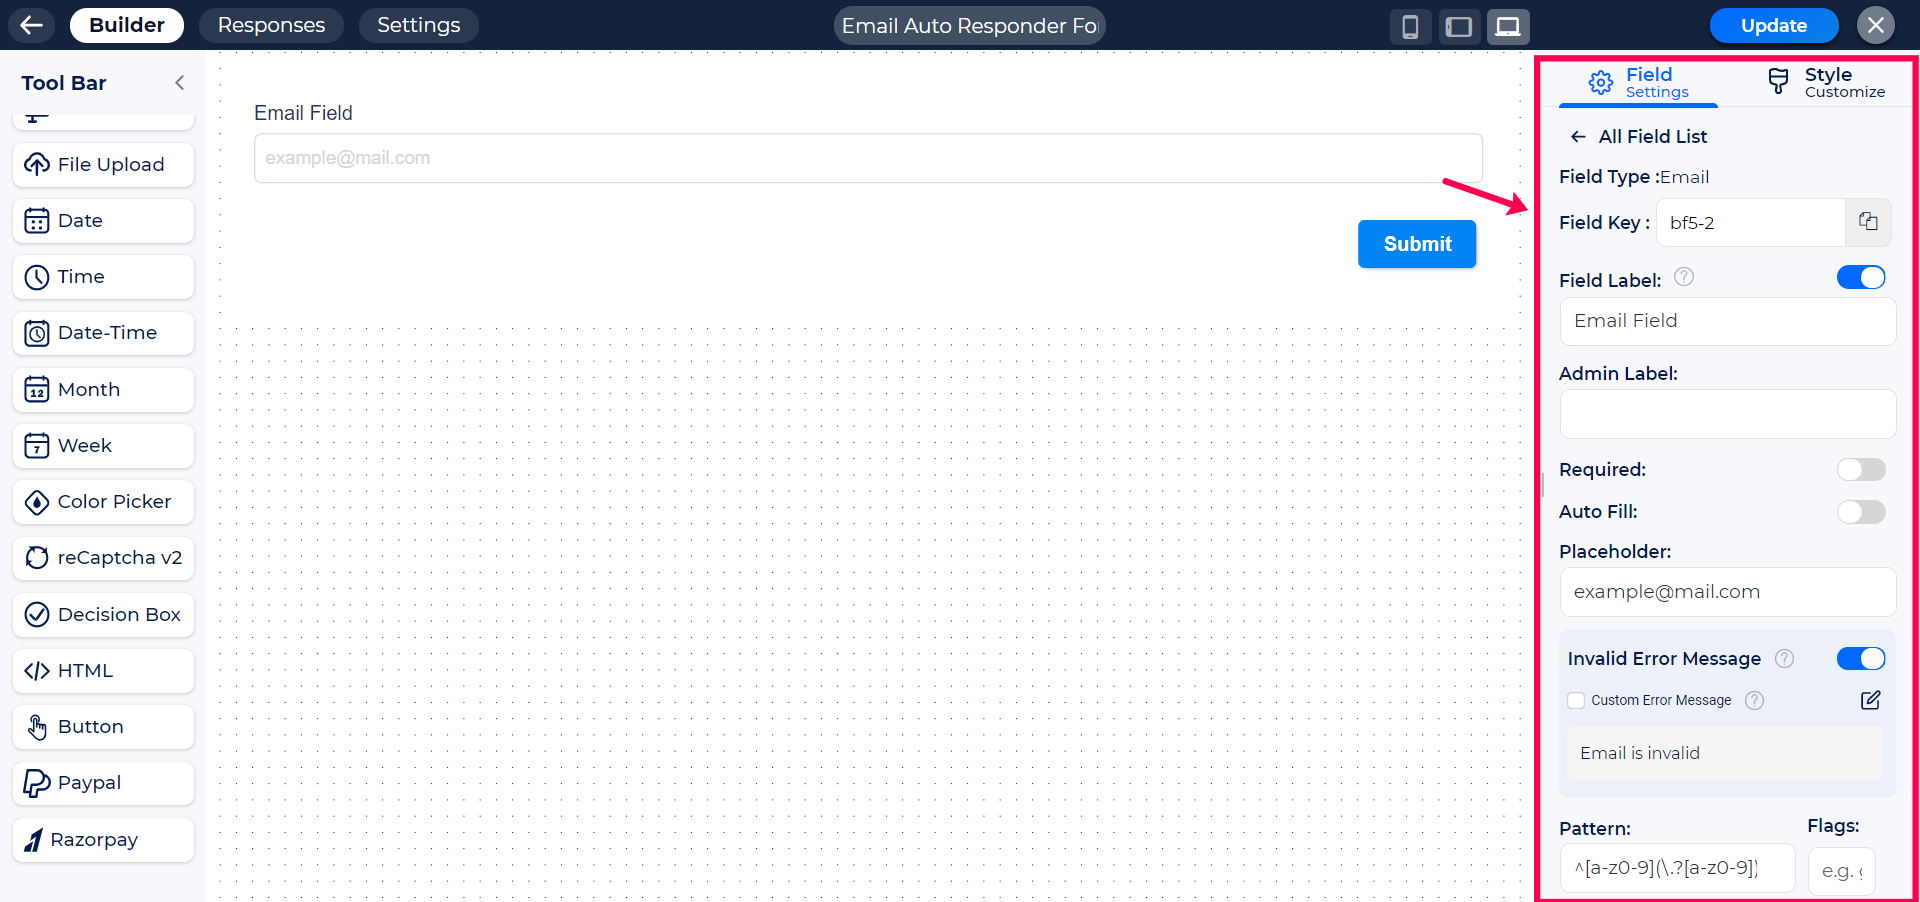 Builder
Responses
Settings
Email Auto Responder Fo
Update
Tool Bar
File Upload
Date
Time
Date-Time
12
Month
7
Week
Color Picker
reCaptcha v2
Decision Box
HTML
Button
Paypal
Razorpay
Email Field
example@mail.com
Submit
Field
Settings
Style
Customize
All Field List
Field Type :Email
Field Key : bf5-2
Field Label: ?
Email Field
Admin Label:
Required:
Auto Fill:
Placeholder:
example@mail.com
Invalid Error Message ?
Custom Error Message ?
Email is invalid
Pattern: Flags:
^[a-z0-9](\.?[a-z0-9]) e.g.